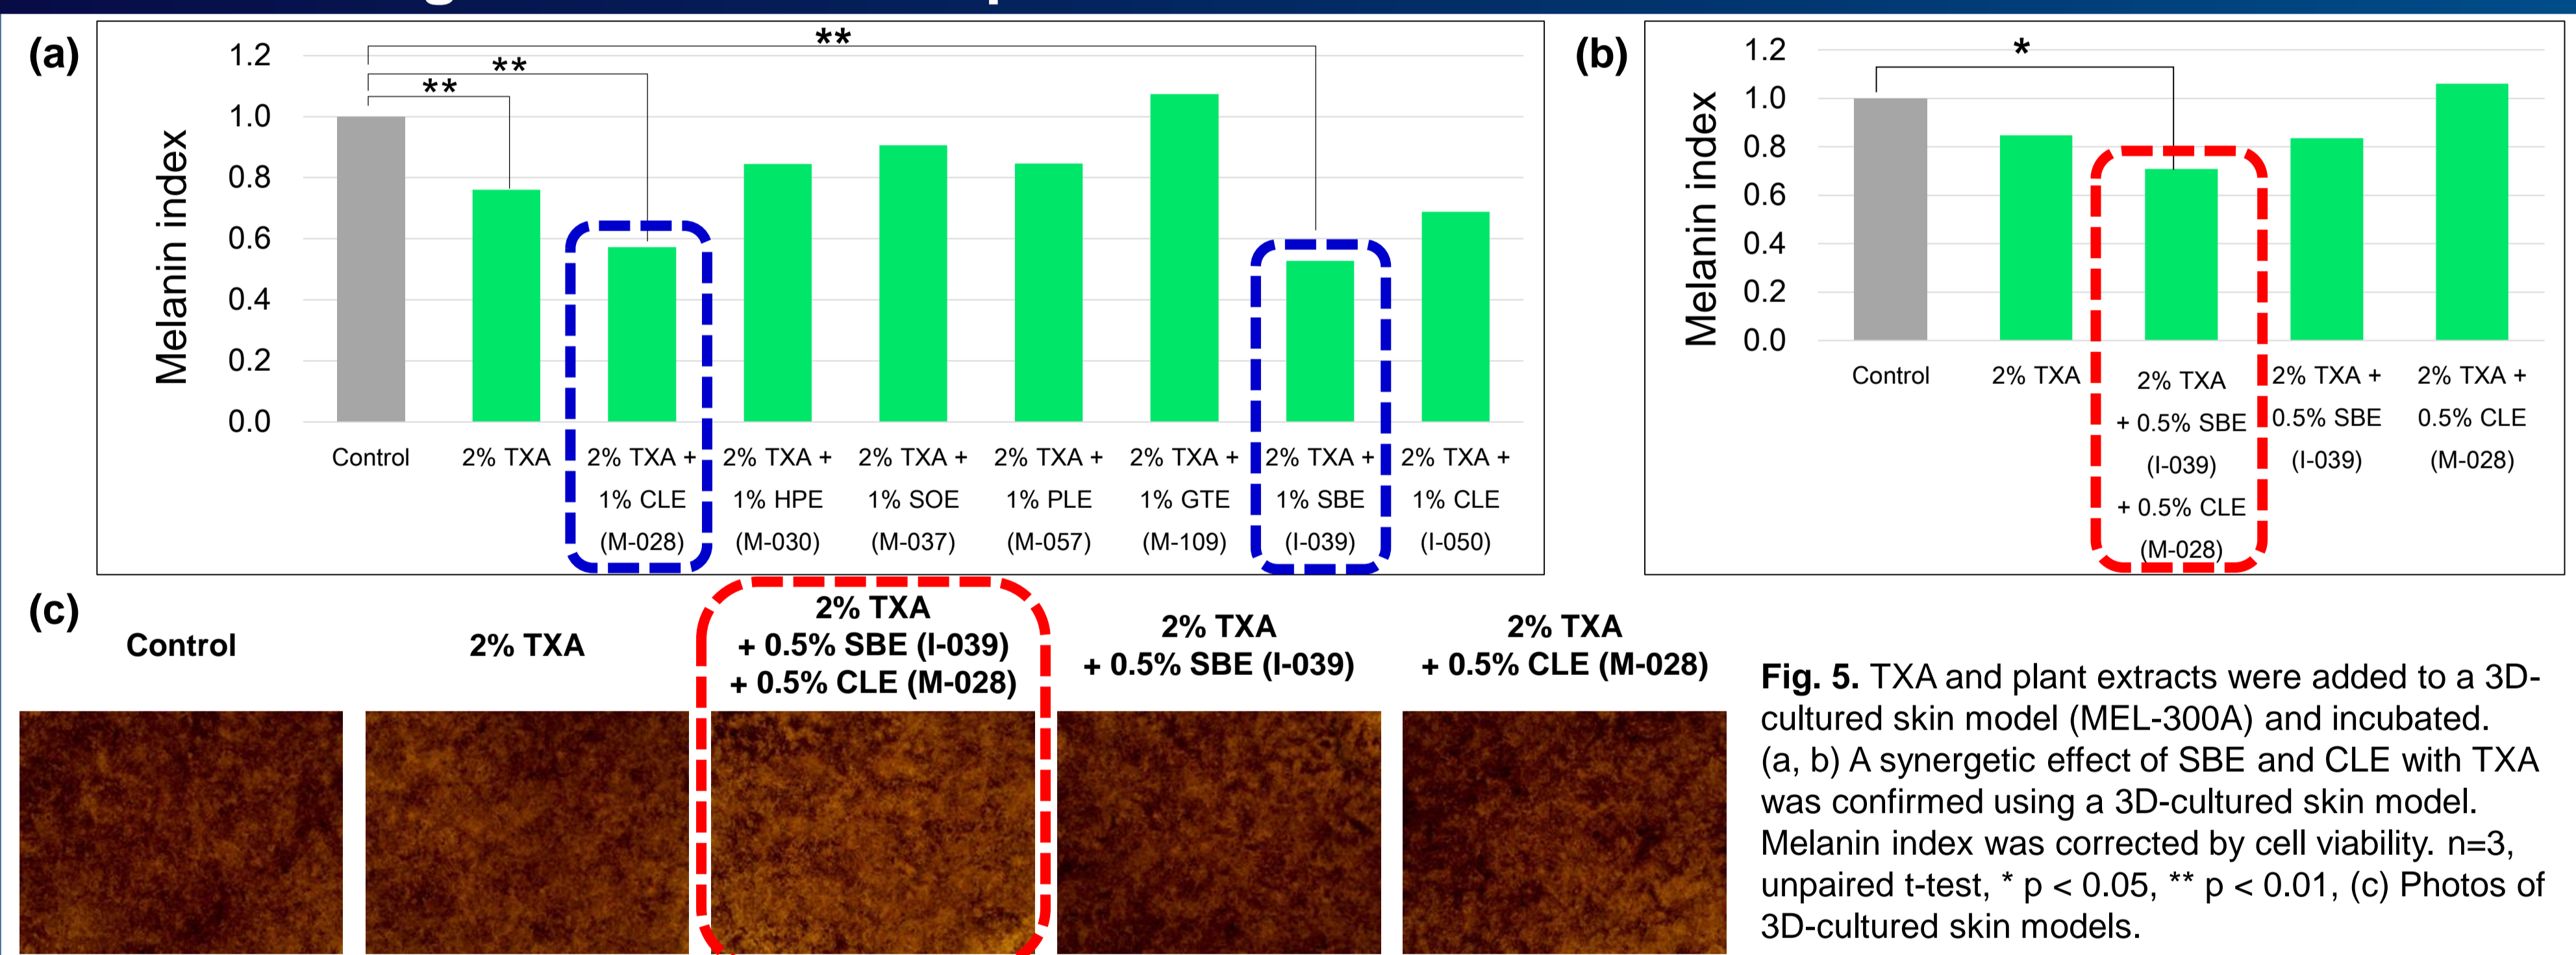 (a)
**
**
**
Melanin index
1.2
1.0
0.8
0.6
0.4
0.2
0.0
Control
2% TXA
2% TXA +
1% CLE
(M-028)
2% TXA +
1% HPE
(M-030)
2% TXA +
1% SOE
(M-037)
2% TXA +
1% PLE
(M-057)
2% TXA +
1% GTE
(M-109)
2% TXA +
1% SBE
(I-039)
2% TXA +
1% CLE
(I-050)
(b)
*
Melanin index
1.2
1.0
0.8
0.6
0.4
0.2
0.0
Control
2% TXA
2% TXA
+ 0.5% SBE
(I-039)
+ 0.5% CLE
(M-028)
2% TXA +
0.5% SBE
(I-039)
2% TXA +
0.5% CLE
(M-028)
(c)
Control
2% TXA
2% TXA
+ 0.5% SBE (I-039)
+ 0.5% CLE (M-028)
2% TXA
+ 0.5% SBE (I-039)
2% TXA
+ 0.5% CLE (M-028)
Fig. 5. TXA and plant extracts were added to a 3D-
cultured skin model (MEL-300A) and incubated.
(a, b) A synergetic effect of SBE and CLE with TXA
was confirmed using a 3D-cultured skin model.
Melanin index was corrected by cell viability. n=3,
unpaired t-test, * p < 0.05, ** p < 0.01, (c) Photos of
3D-cultured skin models.